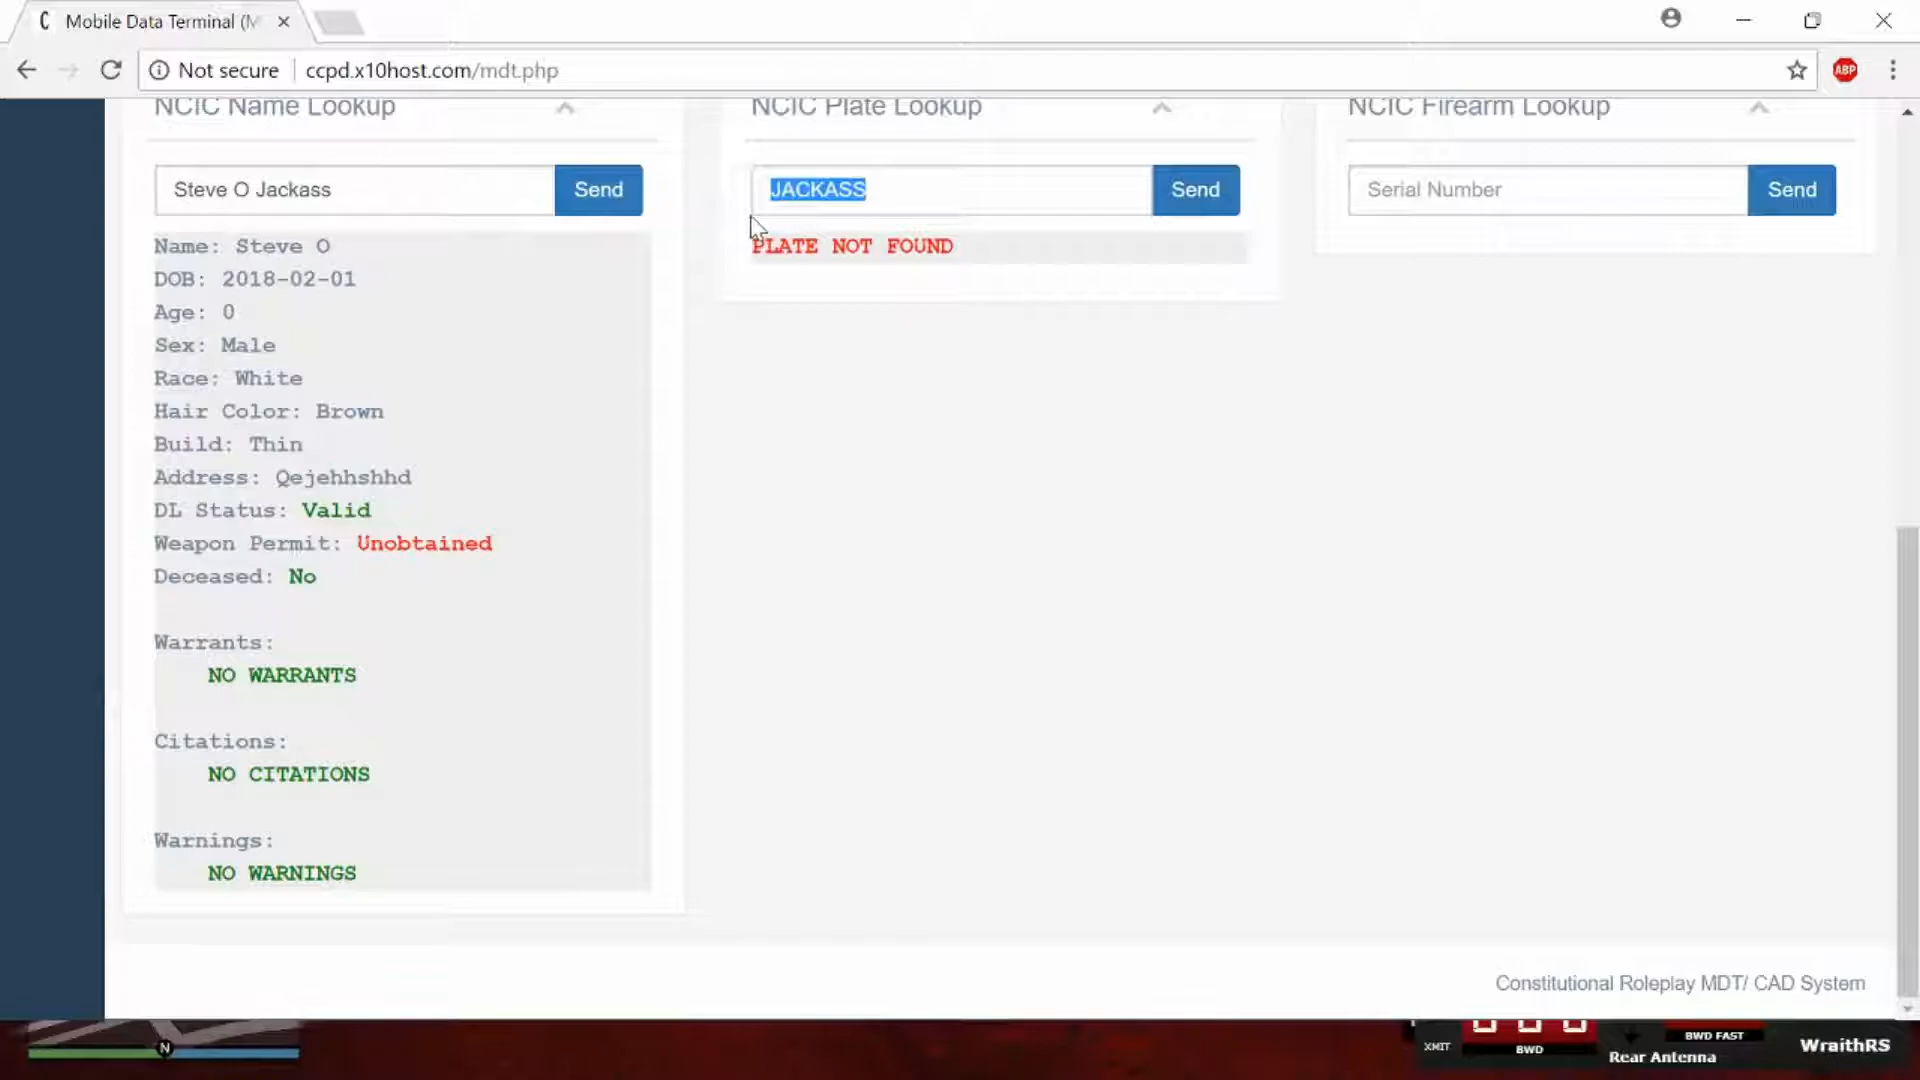 C Mobile Data Terminal (M
Not secure ccpd.x10host.com/mdt.php
ABP
NCIC Name Lookup
Steve O Jackass
Send
Name: Steve O
DOB: 2018-02-01
Age: 0
Sex: Male
Race: White
Hair Color: Brown
Build: Thin
Address: Qejehhshhd
DL Status: Valid
Weapon Permit: Unobtained
Deceased: No
Warrants:
NO WARRANTS
Citations:
NO CITATIONS
Warnings:
NO WARNINGS
NCIC Plate Lookup
JACKASS
Send
PLATE NOT FOUND
NCIC Firearm Lookup
Serial Number
Send
Constitutional Roleplay MDT/ CAD System
N
XMIT
BWD
BWD FAST
Rear Antenna
WraithRS